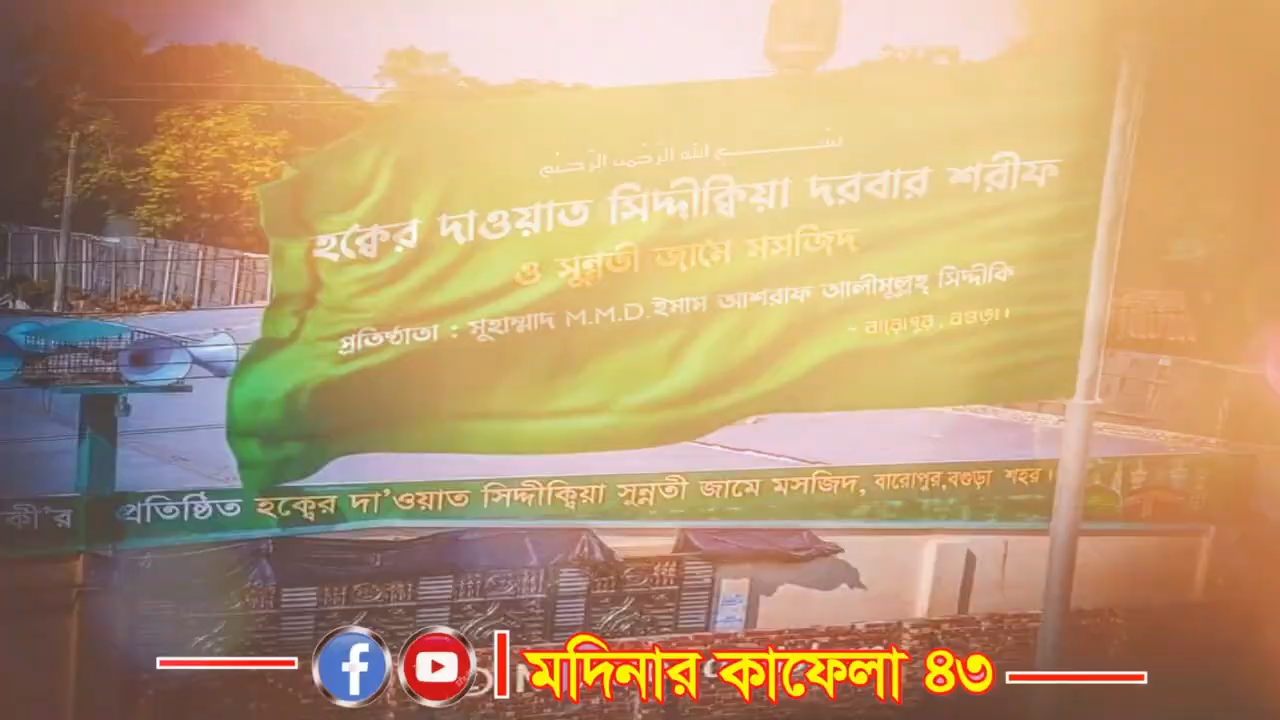 بسم الله الرحمن الرحيم
হক্বের দাওয়াত সিদ্দীক্বিয়া দরবার শরীফ
ও সুন্নতী জামে মসজিদ
প্রতিষ্ঠাতা : মুহাম্মাদ M.M.D.ইমাম আশরাফ আলীমুল্লহ্ সিদ্দীকি
- বারোপুর, বগুড়া।
কী'র প্রতিষ্ঠিত হক্বের দা'ওয়াত সিদ্দীক্বিয়া সুন্নতী জামে মসজিদ, বারোপুর,বগুড়া শহর।
মদিনার কাফেলা ৪৩